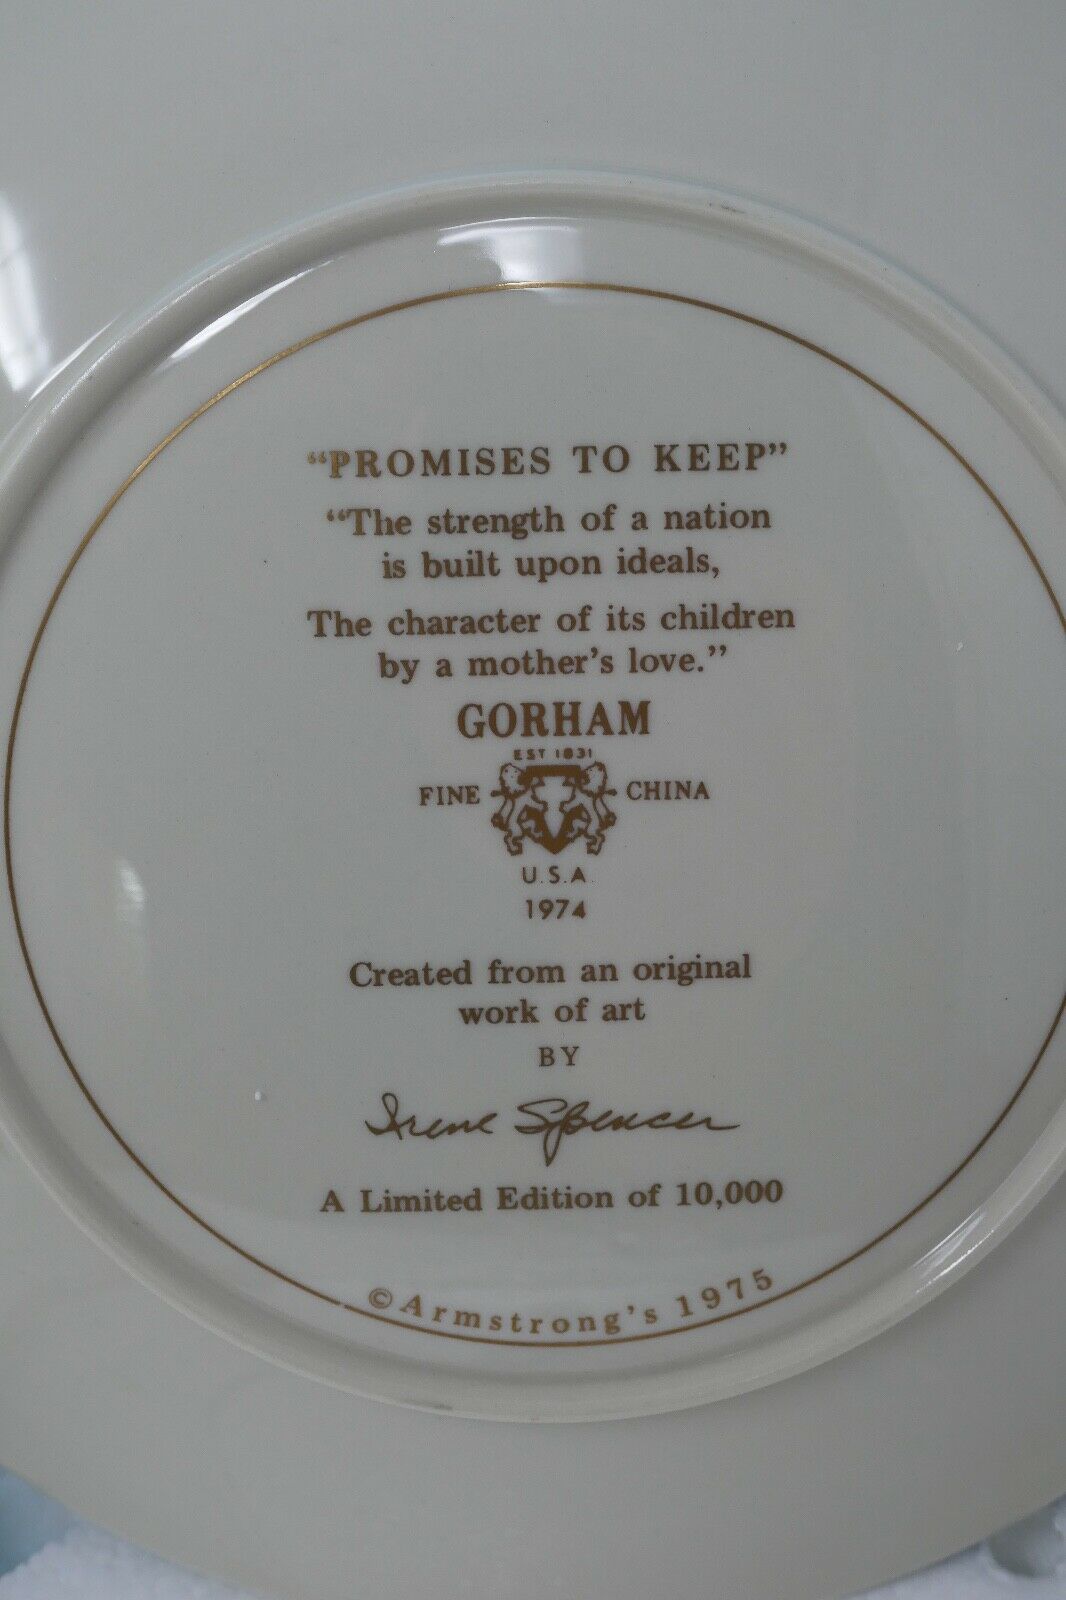 “PROMISES TO KEEP”
“The strength of a nation
is built upon ideals,
The character of its children
by a mother's love.”
GORHAM
EST 1831
FINE CHINA
U.S.A.
1974
Created from an original
work of art
BY
Irene Spencer
A Limited Edition of 10,000
©Armstrong's 1975